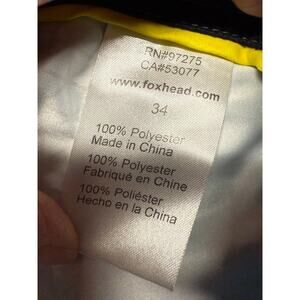 RN#97275
CA#53077
www.foxhead.com
34
100% Polyester
Made in China
100% Polyester
Fabriqué en Chine
100% Poliéster
Hecho en la China